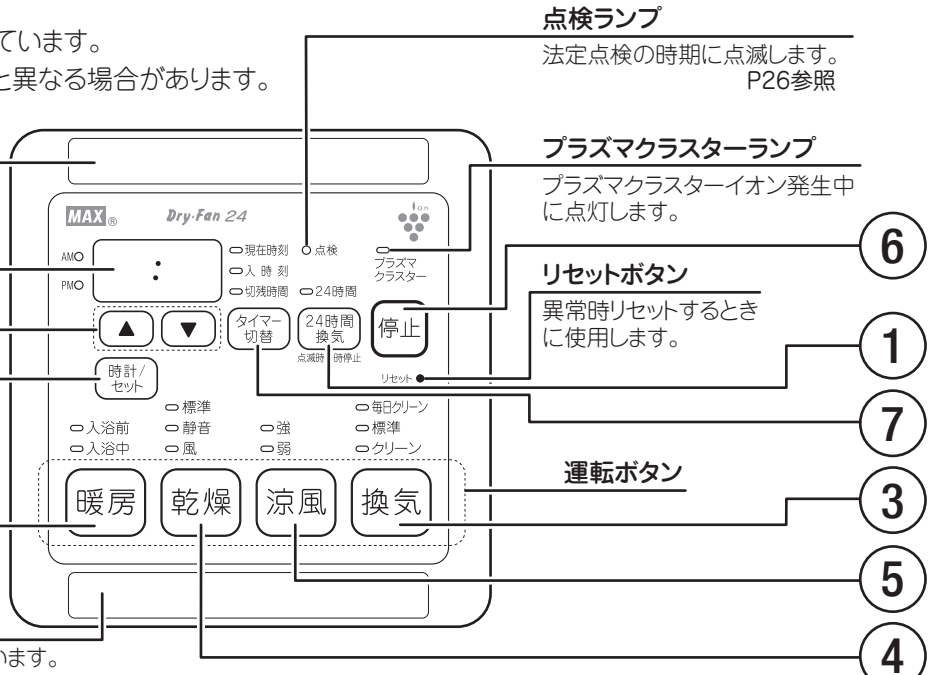 ています。
と異なる場合があります。
点検ランプ
法定点検の時期に点滅します。
P26参照
プラズマクラスターランプ
プラズマクラスターイオン発生中
に点灯します。
リセットボタン
異常時リセットするとき
に使用します。
運転ボタン
MAX® Dry・Fan 24
ion
AM
PM
:
現在時刻 点検
入時刻
切残時間 24時間
プラズマ
クラスター
▲ ▼
タイマー
切替
24時間
換気
停止
点滅時 時停止
時計/
セット
リセット
標準 毎日クリーン
入浴前 静音 強 標準
入浴中 風 弱 クリーン
暖房 乾燥 涼風 換気
6
1
7
3
5
4
います。